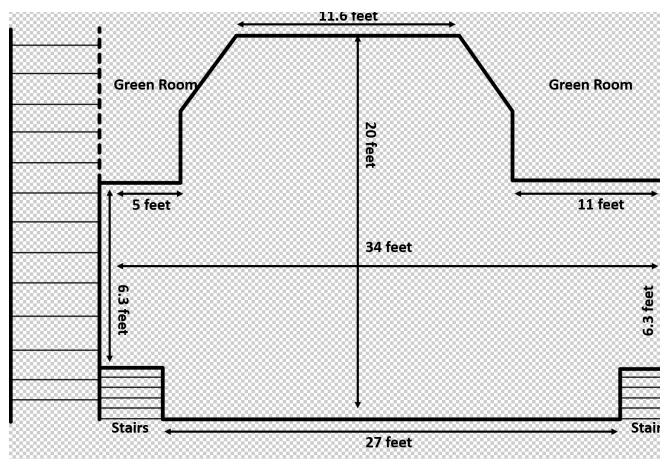 11.6 feet
Green Room
Green Room
20 feet
5 feet
11 feet
34 feet
6.3 feet
6.3 feet
Stairs
Stair
27 feet